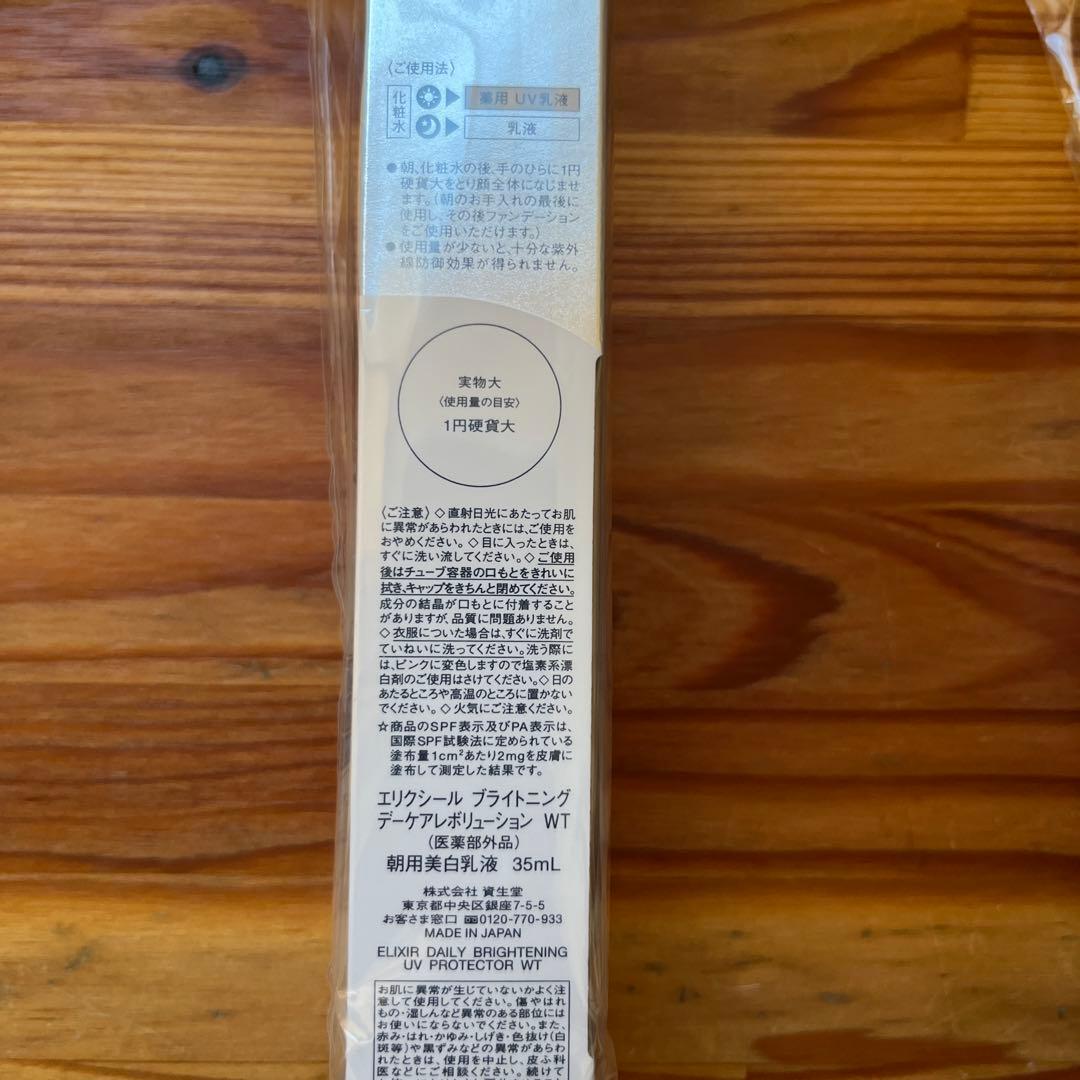 〈ご使用法〉
化粧水
薬用 UV乳液
乳液
●朝、化粧水の後、手のひらに1円
硬貨大をとり顔全体になじませ
ます。(朝のお手入れの最後に
使用し、その後ファンデーション
をご使用いただけます。)
●使用量が少ないと、十分な紫外
線防御効果が得られません。
実物大
〈使用量の目安〉
1円硬貨大
〈ご注意〉◇直射日光にあたってお肌
に異常があらわれたときには、ご使用を
おやめください。◇目に入ったときは、
すぐに洗い流してください。◇ご使用
後はチューブ容器の口もとをきれいに
拭き、キャップをきちんと閉めてください。
成分の結晶が口もとに付着すること
がありますが、品質に問題ありません。
◇衣服についた場合は、すぐに洗剤で
ていねいに洗ってください。洗う際に
は、ピンクに変色しますので塩素系漂
白剤のご使用はさけてください。◇日の
あたるところや高温のところに置かない
でください。◇火気にご注意ください。
☆商品のSPF表示及びPA表示は、
国際SPF試験法に定められている
塗布量1cm²あたり2mgを皮膚に
塗布して測定した結果です。
エリクシール ブライトニング
デーケアレボリューション WT
(医薬部外品)
朝用美白乳液 35mL
株式会社 資生堂
東京都中央区銀座7-5-5
お客さま窓口 0120-770-933
MADE IN JAPAN
ELIXIR DAILY BRIGHTENING
UV PROTECTOR WT
お肌に異常が生じていないかよく注
意して使用してください。傷やはれ
もの・湿しんなど異常のある部位には
お使いにならないでください。また、
赤み・はれ・かゆみ・しげき・色抜け(白
斑等)や黒ずみなどの異常があらわ
れたときは、使用を中止し、皮ふ科
医などにご相談ください。続けて